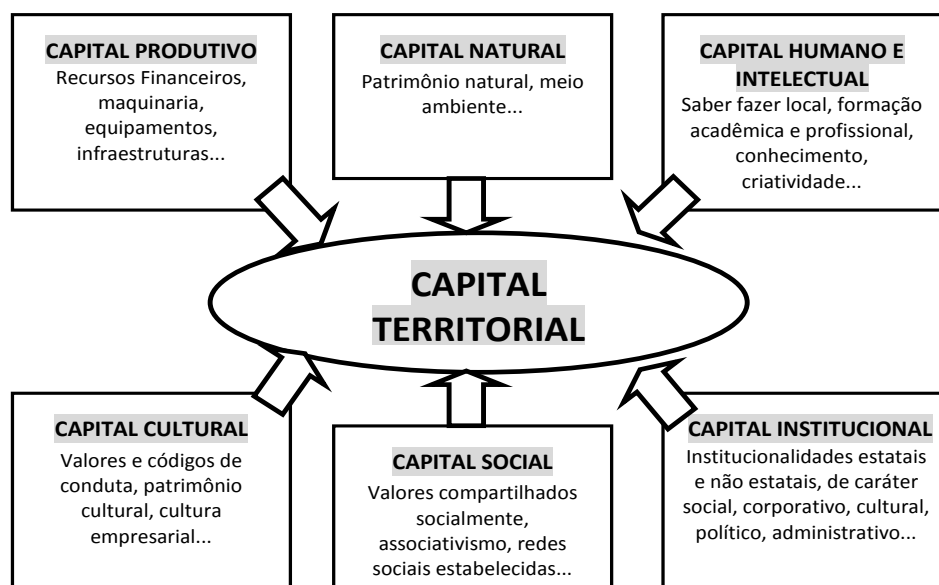 CAPITAL PRODUTIVO
Recursos Financeiros,
maquinaria,
equipamentos,
infraestruturas...
CAPITAL NATURAL
Patrimônio natural, meio
ambiente...
CAPITAL HUMANO E
INTELECTUAL
Saber fazer local, formação
acadêmica e profissional,
conhecimento,
criatividade...
CAPITAL
TERRITORIAL
CAPITAL CULTURAL
Valores e códigos de
conduta, patrimônio
cultural, cultura
empresarial...
CAPITAL SOCIAL
Valores compartilhados
socialmente,
associativismo, redes
sociais estabelecidas...
CAPITAL INSTITUCIONAL
Institucionalidades estatais
e não estatais, de caráter
social, corporativo, cultural,
político, administrativo...